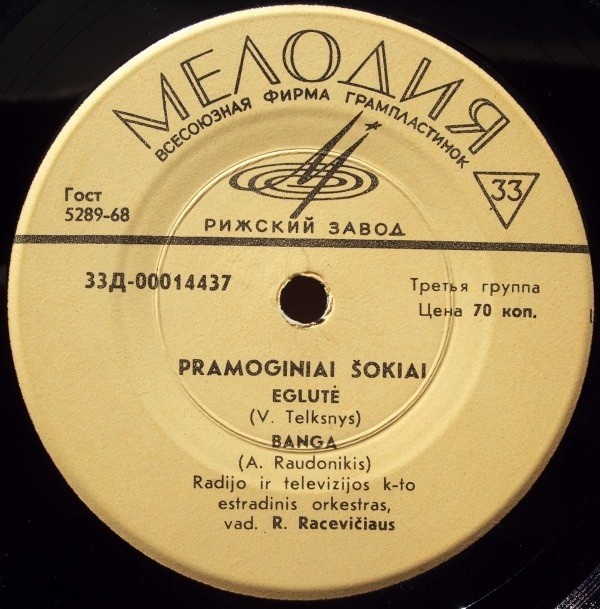 МЕЛОДИЯ
ВСЕСОЮЗНАЯ ФИРМА ГРАМПЛАСТИНОК
33
Гост
5289-68
РИЖСКИЙ ЗАВОД
33Д-00014437
Третья группа
Цена 70 коп.
PRAMOGINIAI ŠOKIAI
EGLUTĖ
(V. Telksnys)
BANGA
(A. Raudonikis)
Radijo ir televizijos k-to
estradinis orkestras,
vad. R. Racevičiaus